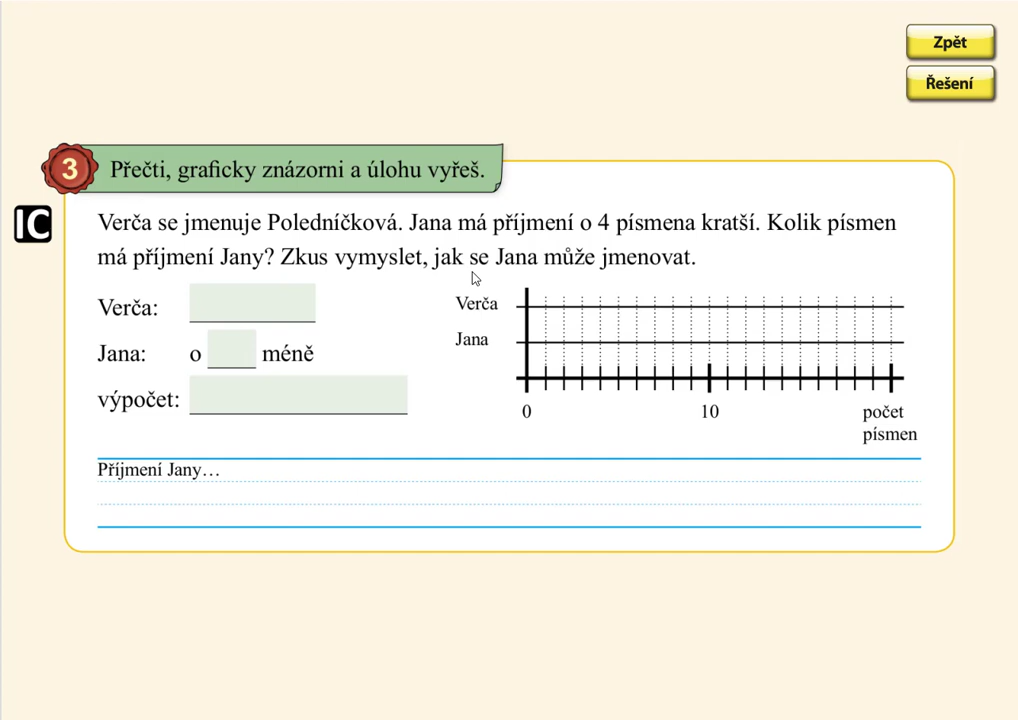 Zpět
Řešení
3 Přečti, graficky znázorni a úlohu vyřeš.
IC
Verča se jmenuje Poledníčková. Jana má příjmení o 4 písmena kratší. Kolik písmen
má příjmení Jany? Zkus vymyslet, jak se Jana může jmenovat.
Verča:
Jana: o méně
výpočet:
Verča
Jana
0 10 počet
písmen
Příjmení Jany…